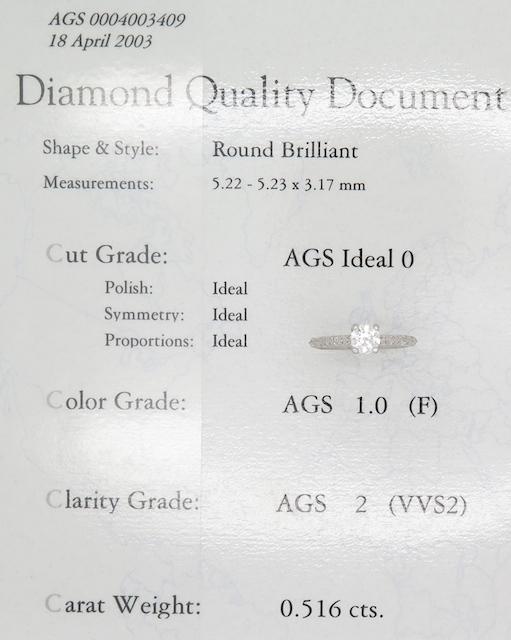 AGS 0004003409
18 April 2003
Diamond Quality Document
Shape & Style: Round Brilliant
Measurements: 5.22 - 5.23 x 3.17 mm
Cut Grade: AGS Ideal 0
Polish: Ideal
Symmetry: Ideal
Proportions: Ideal
Color Grade: AGS 1.0 (F)
Clarity Grade: AGS 2 (VVS2)
Carat Weight: 0.516 cts.